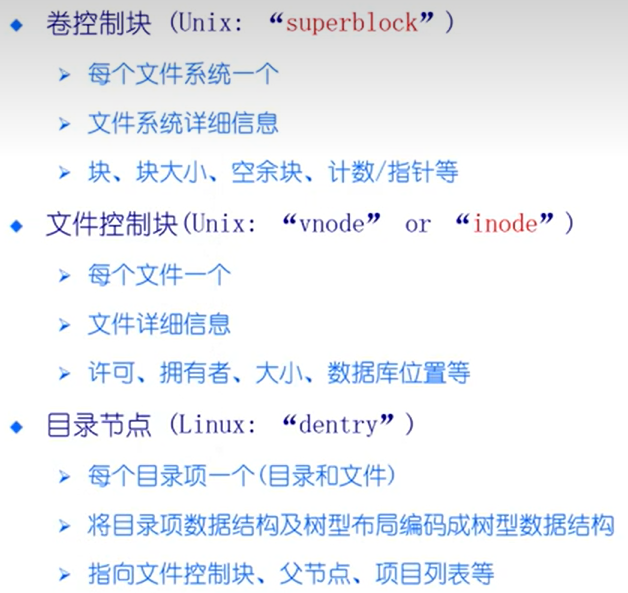 卷控制块 (Unix: “superblock”)
每个文件系统一个
文件系统详细信息
块、块大小、空余块、计数/指针等
文件控制块(Unix: “vnode” or “inode”)
每个文件一个
文件详细信息
许可、拥有者、大小、数据库位置等
目录节点 (Linux: “dentry”)
每个目录项一个(目录和文件)
将目录项数据结构及树型布局编码成树型数据结构
指向文件控制块、父节点、项目列表等